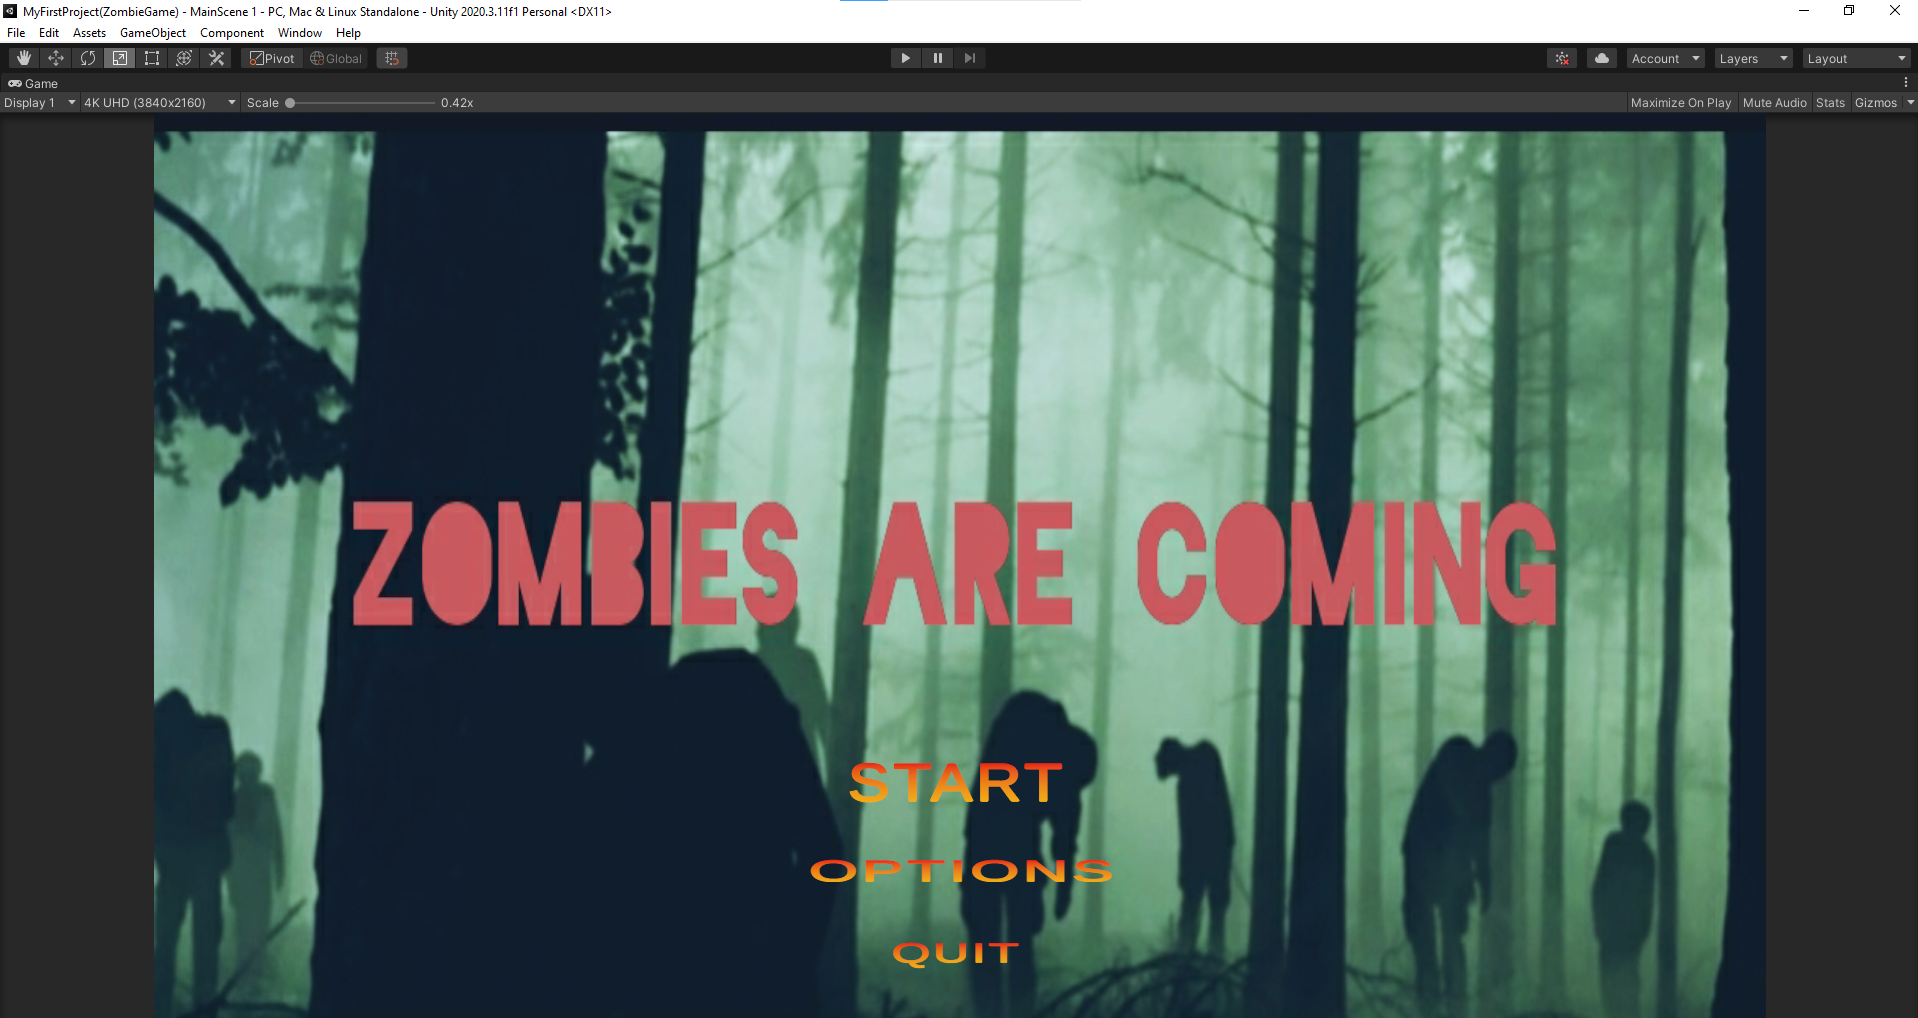 MyFirstProject(ZombieGame) - MainScene 1 - PC, Mac & Linux Standalone - Unity 2020.3.11f1 Personal <DX11>
File Edit Assets GameObject Component Window Help
Pivot Global Account Layers Layout
Game
Display 1 4K UHD (3840x2160) Scale 0.42x Maximize On Play Mute Audio Stats Gizmos
ZOMBIES ARE COMING
START
OPTIONS
QUIT